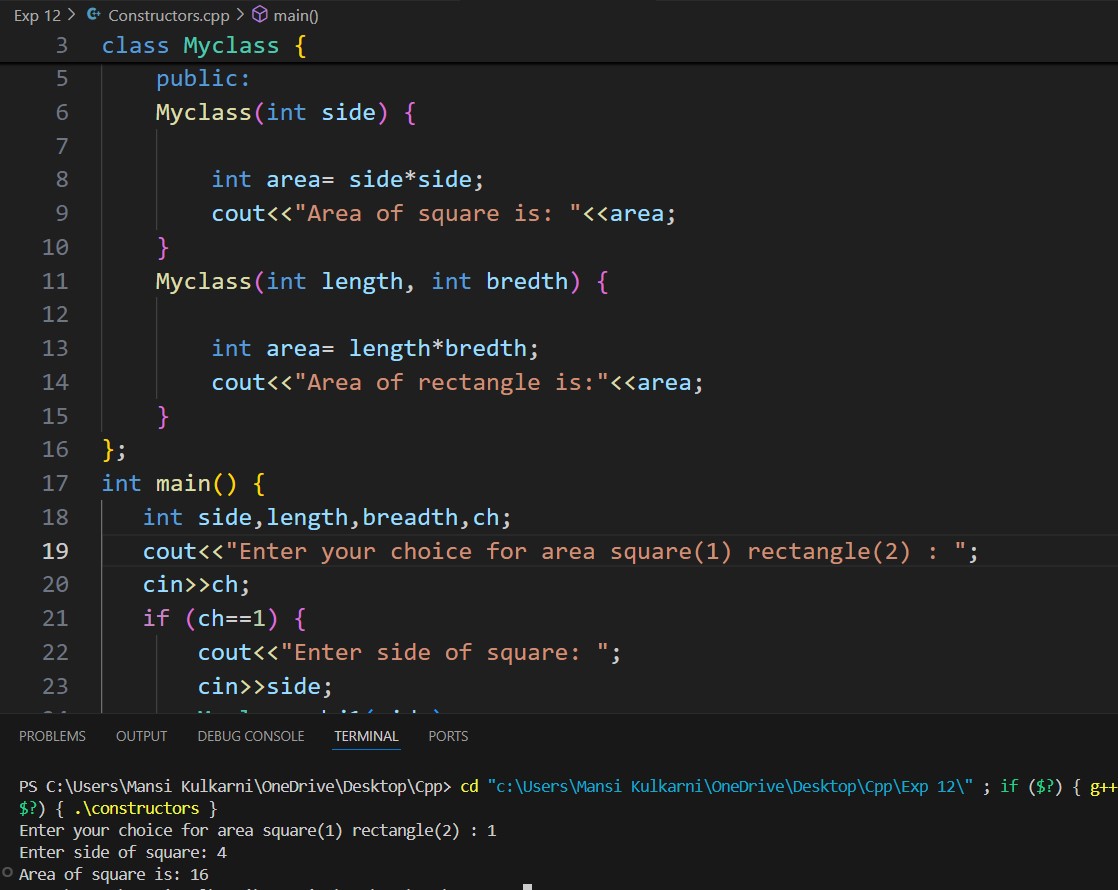 Exp 12 > Constructors.cpp > main()
3 class Myclass {
5 public:
6 Myclass(int side) {
7
8 int area= side*side;
9 cout<<"Area of square is: "<<area;
10 }
11 Myclass(int length, int bredth) {
12
13 int area= length*bredth;
14 cout<<"Area of rectangle is:"<<area;
15 }
16 };
17 int main() {
18 int side,length,breadth,ch;
19 cout<<"Enter your choice for area square(1) rectangle(2) : ";
20 cin>>ch;
21 if (ch==1) {
22 cout<<"Enter side of square: ";
23 cin>>side;
PROBLEMS OUTPUT DEBUG CONSOLE TERMINAL PORTS
PS C:\Users\Mansi Kulkarni\OneDrive\Desktop\Cpp> cd "c:\Users\Mansi Kulkarni\OneDrive\Desktop\Cpp\Exp 12\" ; if ($?) { g++
$?) { .\constructors }
Enter your choice for area square(1) rectangle(2) : 1
Enter side of square: 4
Area of square is: 16